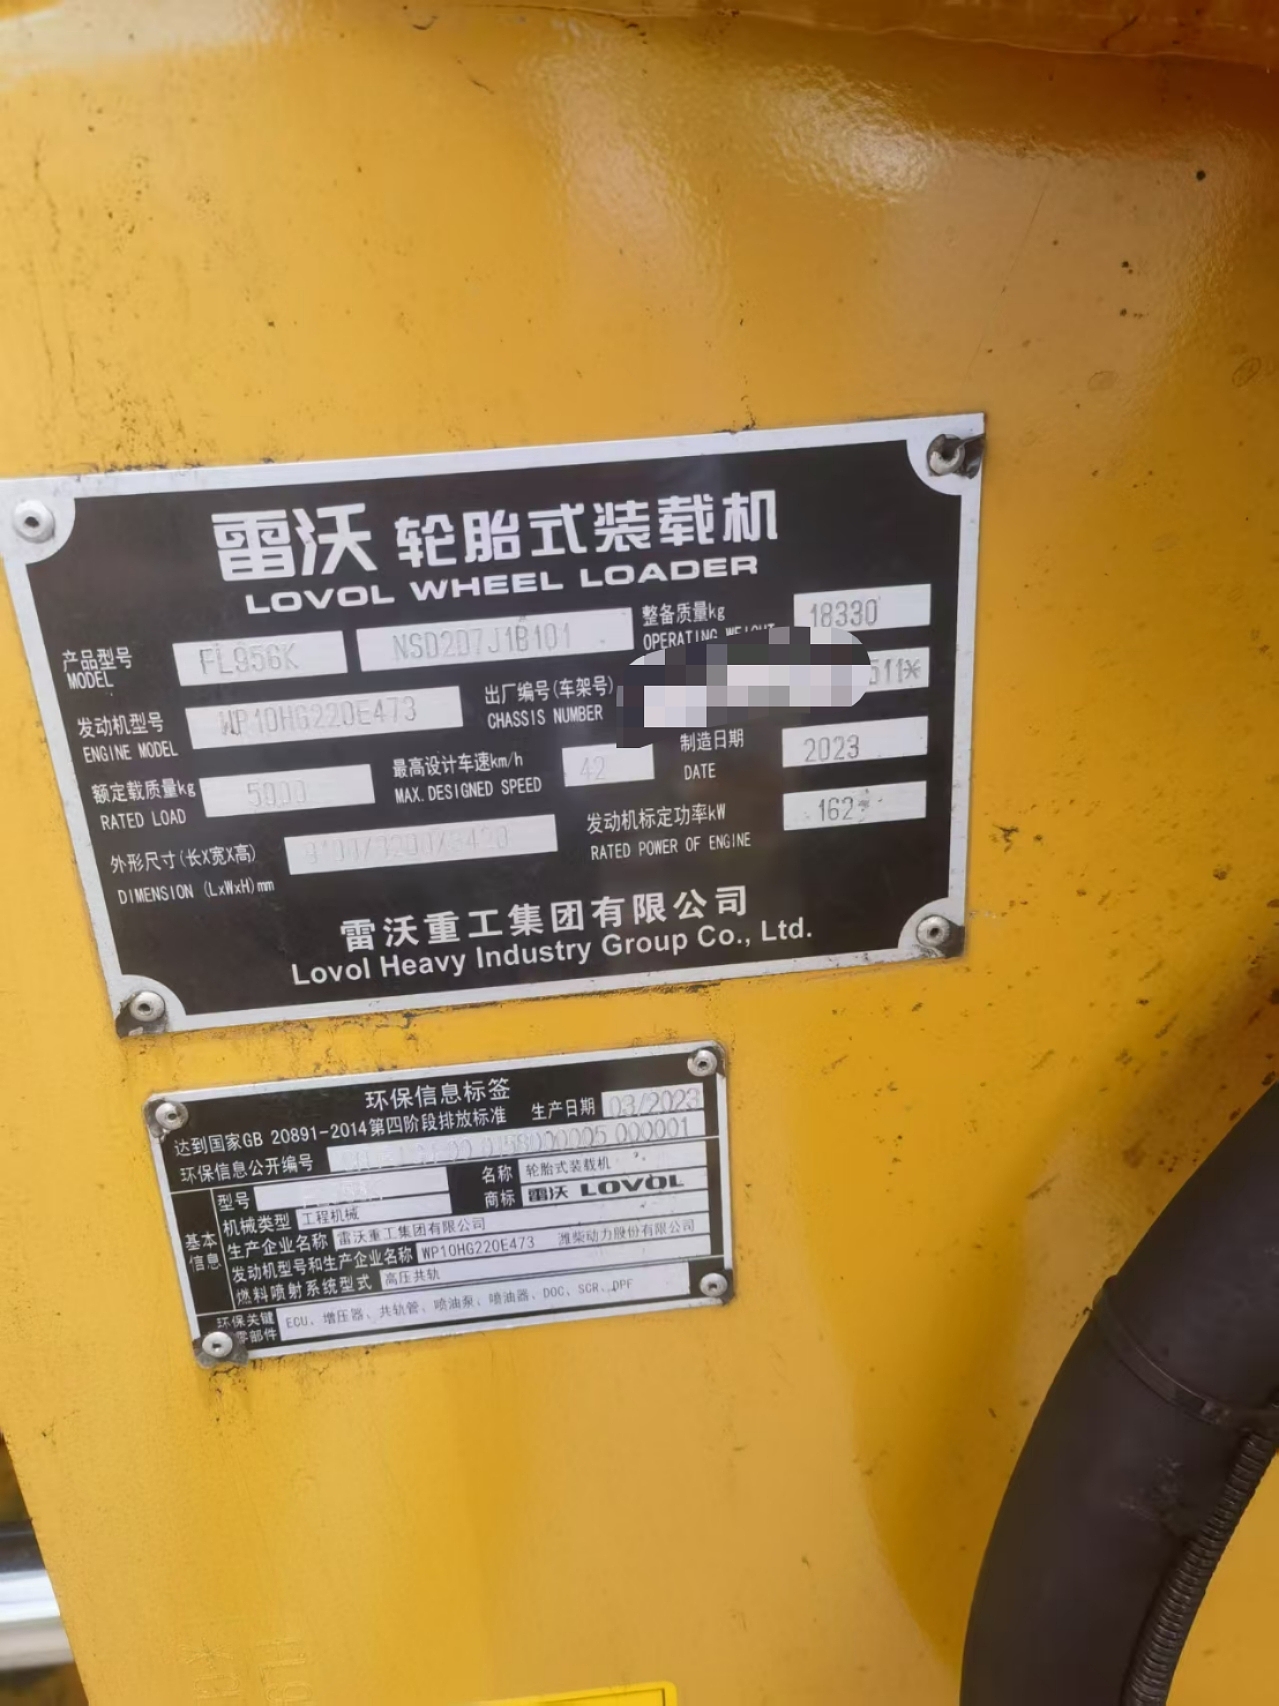 雷沃 轮胎式装载机
LOVOL WHEEL LOADER
产品型号 FL956K NSD2D7J1B101 整备质量kg 18330
MODEL OPERATING WEIGHT
发动机型号 WP10HG220E473 出厂编号(车架号) 511*
ENGINE MODEL CHASSIS NUMBER
额定载质量kg 5000 最高设计车速km/h 42 制造日期 2023
RATED LOAD MAX. DESIGNED SPEED DATE
外形尺寸(长X宽X高) 发动机标定功率kW 162
DIMENSION (LxWxH)mm RATED POWER OF ENGINE
雷沃重工集团有限公司
Lovol Heavy Industry Group Co., Ltd.
环保信息标签
达到国家GB 20891-2014第四阶段排放标准 生产日期 03/2023
环保信息公开编号 000001
基本信息
型号 名称 轮胎式装载机
机械类型 工程机械 商标 雷沃 LOVOL
生产企业名称 雷沃重工集团有限公司
发动机型号和生产企业名称 WP10HG220E473 潍柴动力股份有限公司
燃料喷射系统型式 高压共轨
环保关键零部件 ECU、增压器、共轨管、喷油泵、喷油器、DOC、SCR、DPF